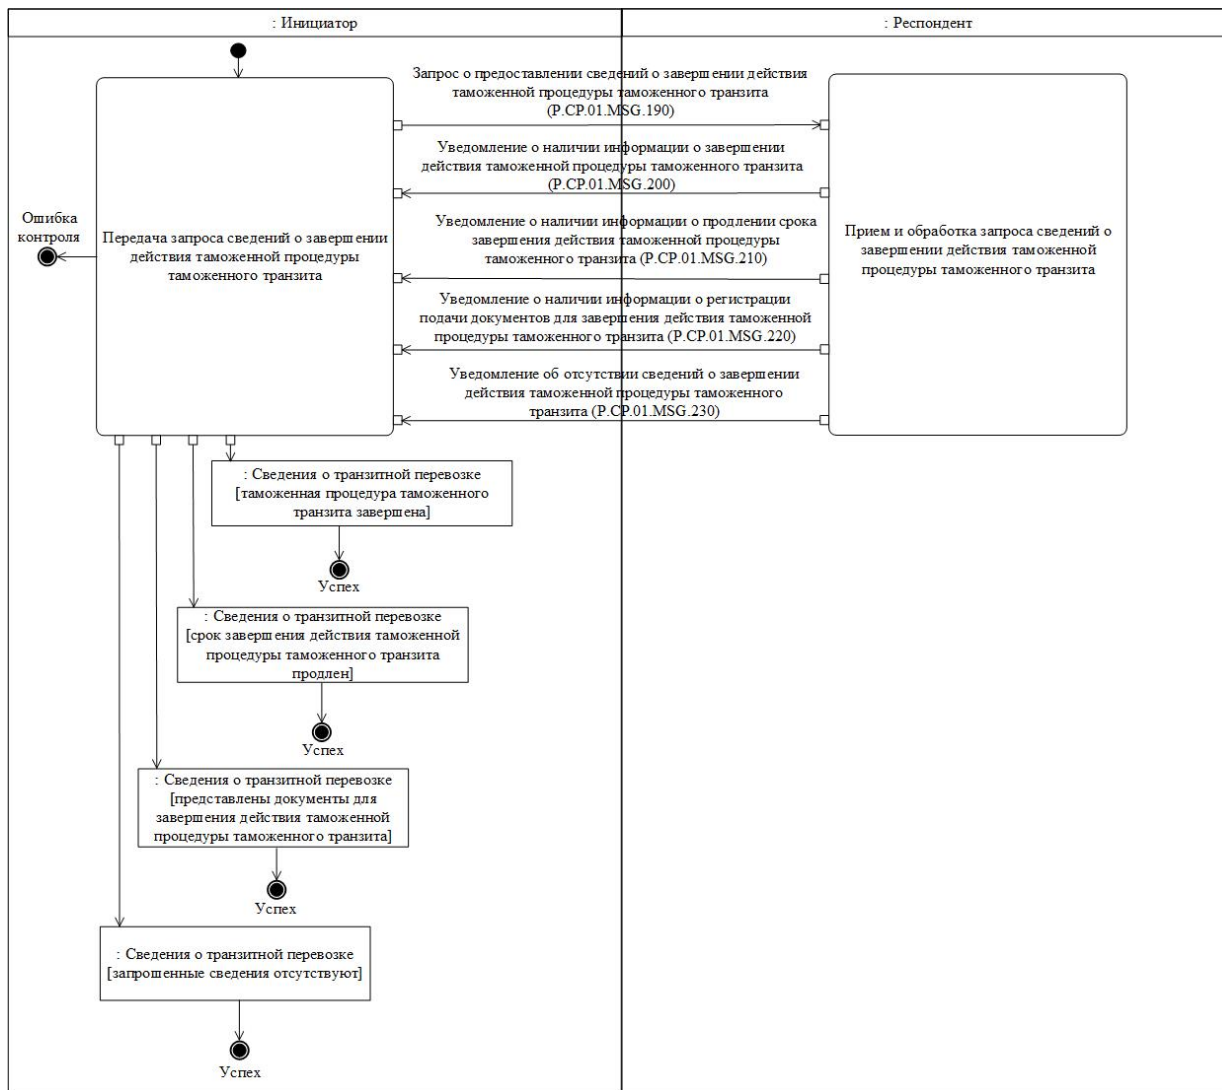 : Инициатор
: Респондент
Запрос о предоставлении сведений о завершении действия
таможенной процедуры таможенного транзита
(P.CP.01.MSG.190)
Уведомление о наличии информации о завершении
действия таможенной процедуры таможенного транзита
(P.CP.01.MSG.200)
Ошибка
контроля
Передача запроса сведений о завершении
действия таможенной процедуры
таможенного транзита
Уведомление о наличии информации о продлении срока
завершения действия таможенной процедуры
таможенного транзита (P.CP.01.MSG.210)
Прием и обработка запроса сведений о
завершении действия таможенной
процедуры таможенного транзита
Уведомление о наличии информации о регистрации
подачи документов для завершения действия таможенной
процедуры таможенного транзита (P.CP.01.MSG.220)
Уведомление об отсутствии сведений о завершении
действия таможенной процедуры таможенного
транзита (P.CP.01.MSG.230)
: Сведения о транзитной перевозке
[таможенная процедура таможенного
транзита завершена]
Успех
: Сведения о транзитной перевозке
[срок завершения действия таможенной
процедуры таможенного транзита
продлен]
Успех
: Сведения о транзитной перевозке
[представлены документы для
завершения действия таможенной
процедуры таможенного транзита]
Успех
: Сведения о транзитной перевозке
[запрошенные сведения отсутствуют]
Успех